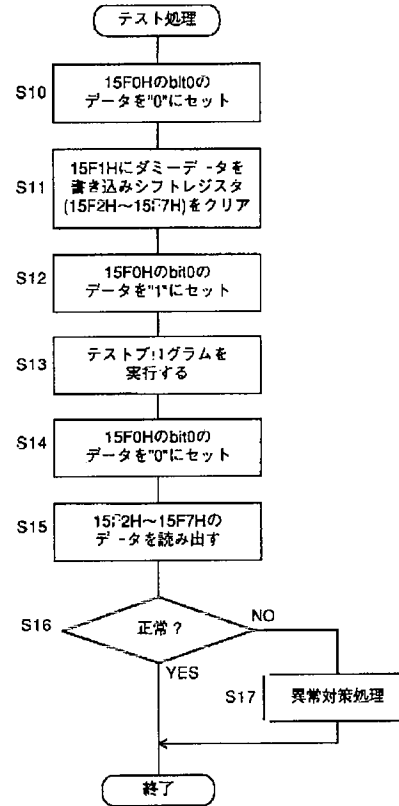 テスト処理
S10
15F0Hのbit0の
データを"0"にセット
S11
15F1Hにダミーデータを
書き込みシフトレジスタ
(15F2H～15F7H)をクリア
S12
15F0Hのbit0の
データを"1"にセット
S13
テストプログラムを
実行する
S14
15F0Hのbit0の
データを"0"にセット
S15
15F2H～15F7Hの
データを読み出す
S16
正常？
NO
YES
S17
異常対策処理
終了